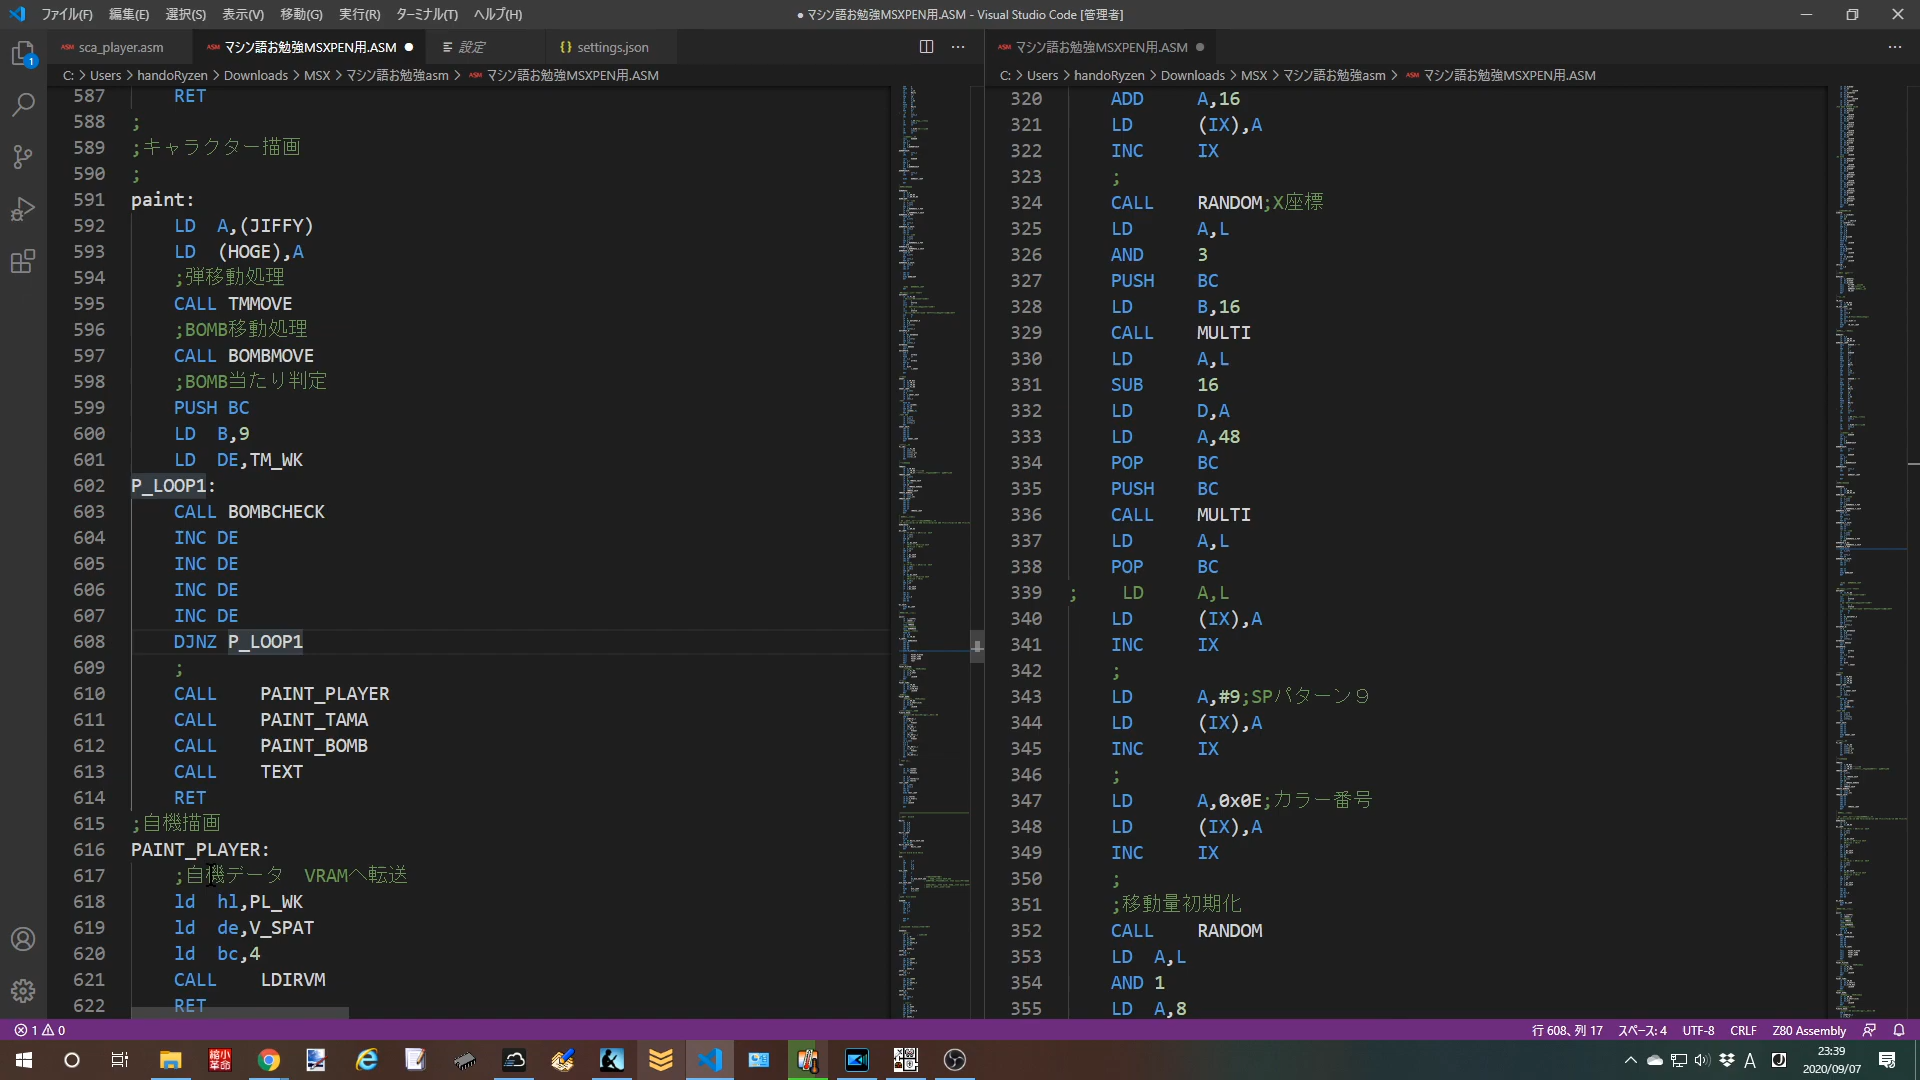 ファイル(F) 編集(E) 選択(S) 表示(V) 移動(G) 実行(R) ターミナル(T) ヘルプ(H)
● マシン語お勉強MSXPEN用.ASM - Visual Studio Code [管理者]
sca_player.asm マシン語お勉強MSXPEN用.ASM ● 設定 {} settings.json
C: > Users > handoRyzen > Downloads > MSX > マシン語お勉強asm > マシン語お勉強MSXPEN用.ASM
587 RET
588 ;
589 ;キャラクター描画
590 ;
591 paint:
592 LD A,(JIFFY)
593 LD (HOGE),A
594 ;弾移動処理
595 CALL TMMOVE
596 ;BOMB移動処理
597 CALL BOMBMOVE
598 ;BOMB当たり判定
599 PUSH BC
600 LD B,9
601 LD DE,TM_WK
602 P_LOOP1:
603 CALL BOMBCHECK
604 INC DE
605 INC DE
606 INC DE
607 INC DE
608 DJNZ P_LOOP1
609 ;
610 CALL PAINT_PLAYER
611 CALL PAINT_TAMA
612 CALL PAINT_BOMB
613 CALL TEXT
614 RET
615 ;自機描画
616 PAINT_PLAYER:
617 ;自機データ VRAMへ転送
618 ld hl,PL_WK
619 ld de,V_SPAT
620 ld bc,4
621 CALL LDIRVM
622 RET
マシン語お勉強MSXPEN用.ASM ●
C: > Users > handoRyzen > Downloads > MSX > マシン語お勉強asm > マシン語お勉強MSXPEN用.ASM
320 ADD A,16
321 LD (IX),A
322 INC IX
323 ;
324 CALL RANDOM;X座標
325 LD A,L
326 AND 3
327 PUSH BC
328 LD B,16
329 CALL MULTI
330 LD A,L
331 SUB 16
332 LD D,A
333 LD A,48
334 POP BC
335 PUSH BC
336 CALL MULTI
337 LD A,L
338 POP BC
339 ; LD A,L
340 LD (IX),A
341 INC IX
342 ;
343 LD A,#9;SPパターン９
344 LD (IX),A
345 INC IX
346 ;
347 LD A,0x0E;カラー番号
348 LD (IX),A
349 INC IX
350 ;
351 ;移動量初期化
352 CALL RANDOM
353 LD A,L
354 AND 1
355 LD A,8
1 0 行 608、列 17 スペース: 4 UTF-8 CRLF Z80 Assembly
縮小革命
A 23:39
2020/09/07